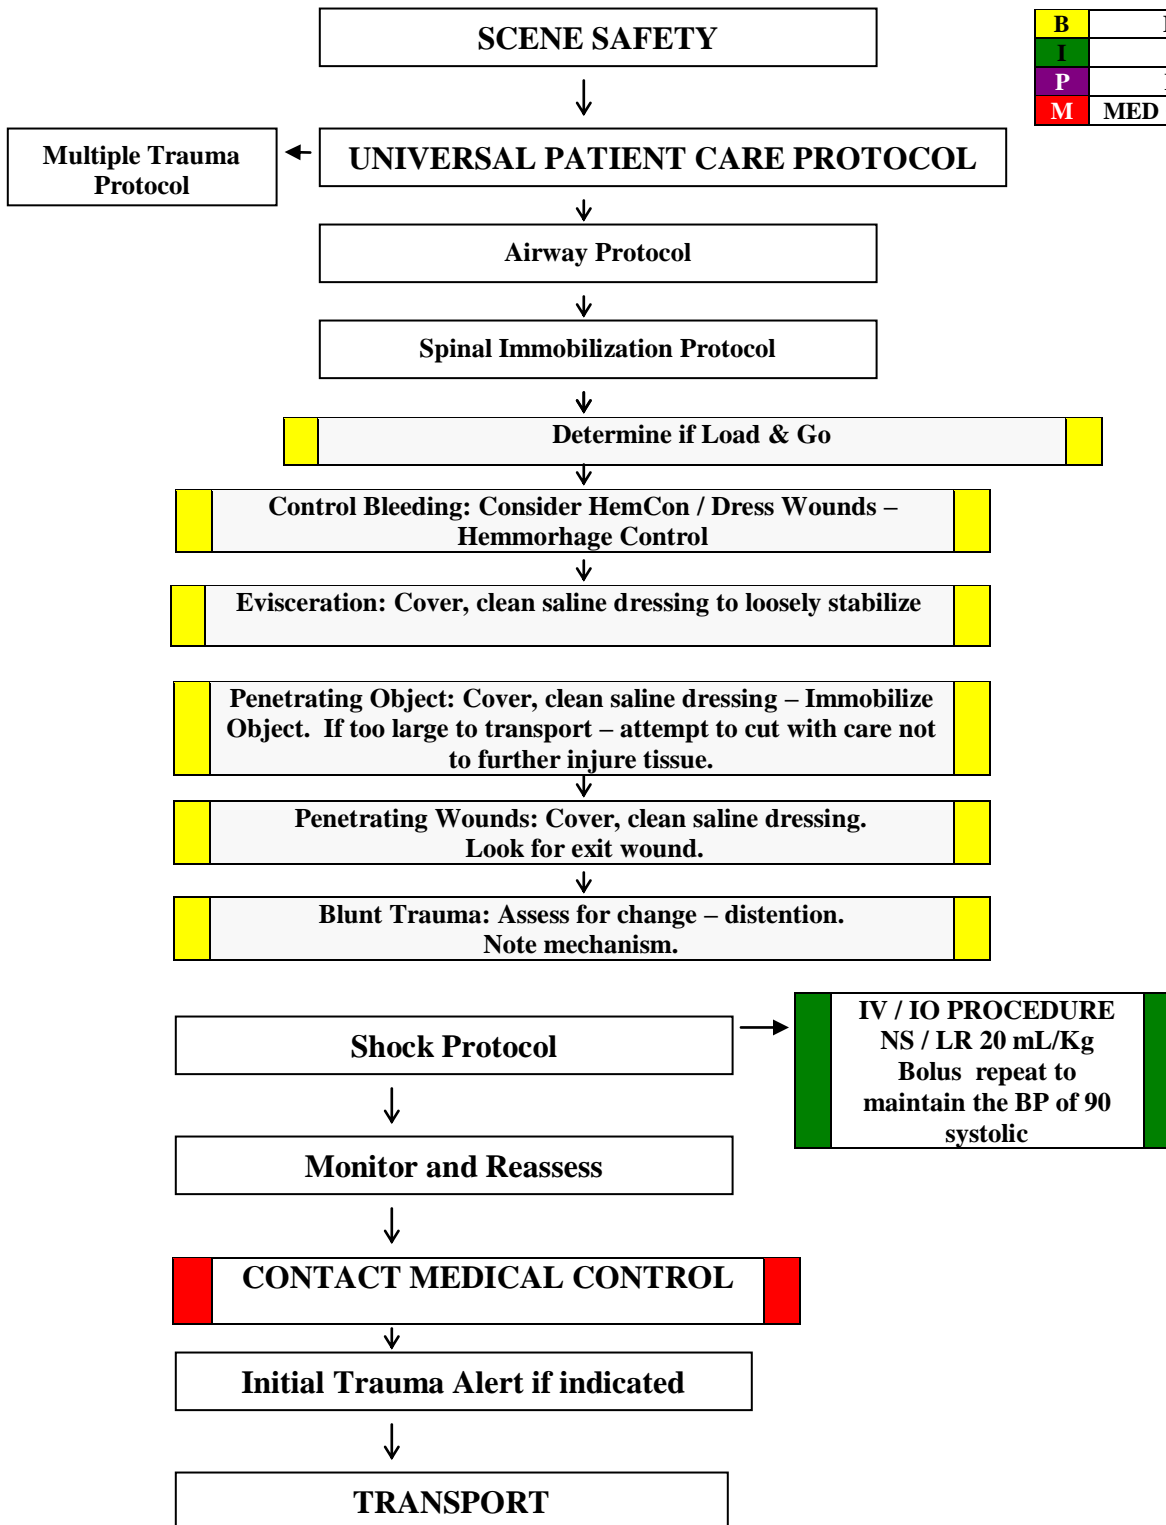 SCENE SAFETY
B
I
P
M MED
Multiple Trauma
Protocol
UNIVERSAL PATIENT CARE PROTOCOL
Airway Protocol
Spinal Immobilization Protocol
Determine if Load & Go
Control Bleeding: Consider HemCon / Dress Wounds –
Hemmorhage Control
Evisceration: Cover, clean saline dressing to loosely stabilize
Penetrating Object: Cover, clean saline dressing – Immobilize
Object. If too large to transport – attempt to cut with care not
to further injure tissue.
Penetrating Wounds: Cover, clean saline dressing.
Look for exit wound.
Blunt Trauma: Assess for change – distention.
Note mechanism.
Shock Protocol
IV / IO PROCEDURE
NS / LR 20 mL/Kg
Bolus repeat to
maintain the BP of 90
systolic
Monitor and Reassess
CONTACT MEDICAL CONTROL
Initial Trauma Alert if indicated
TRANSPORT